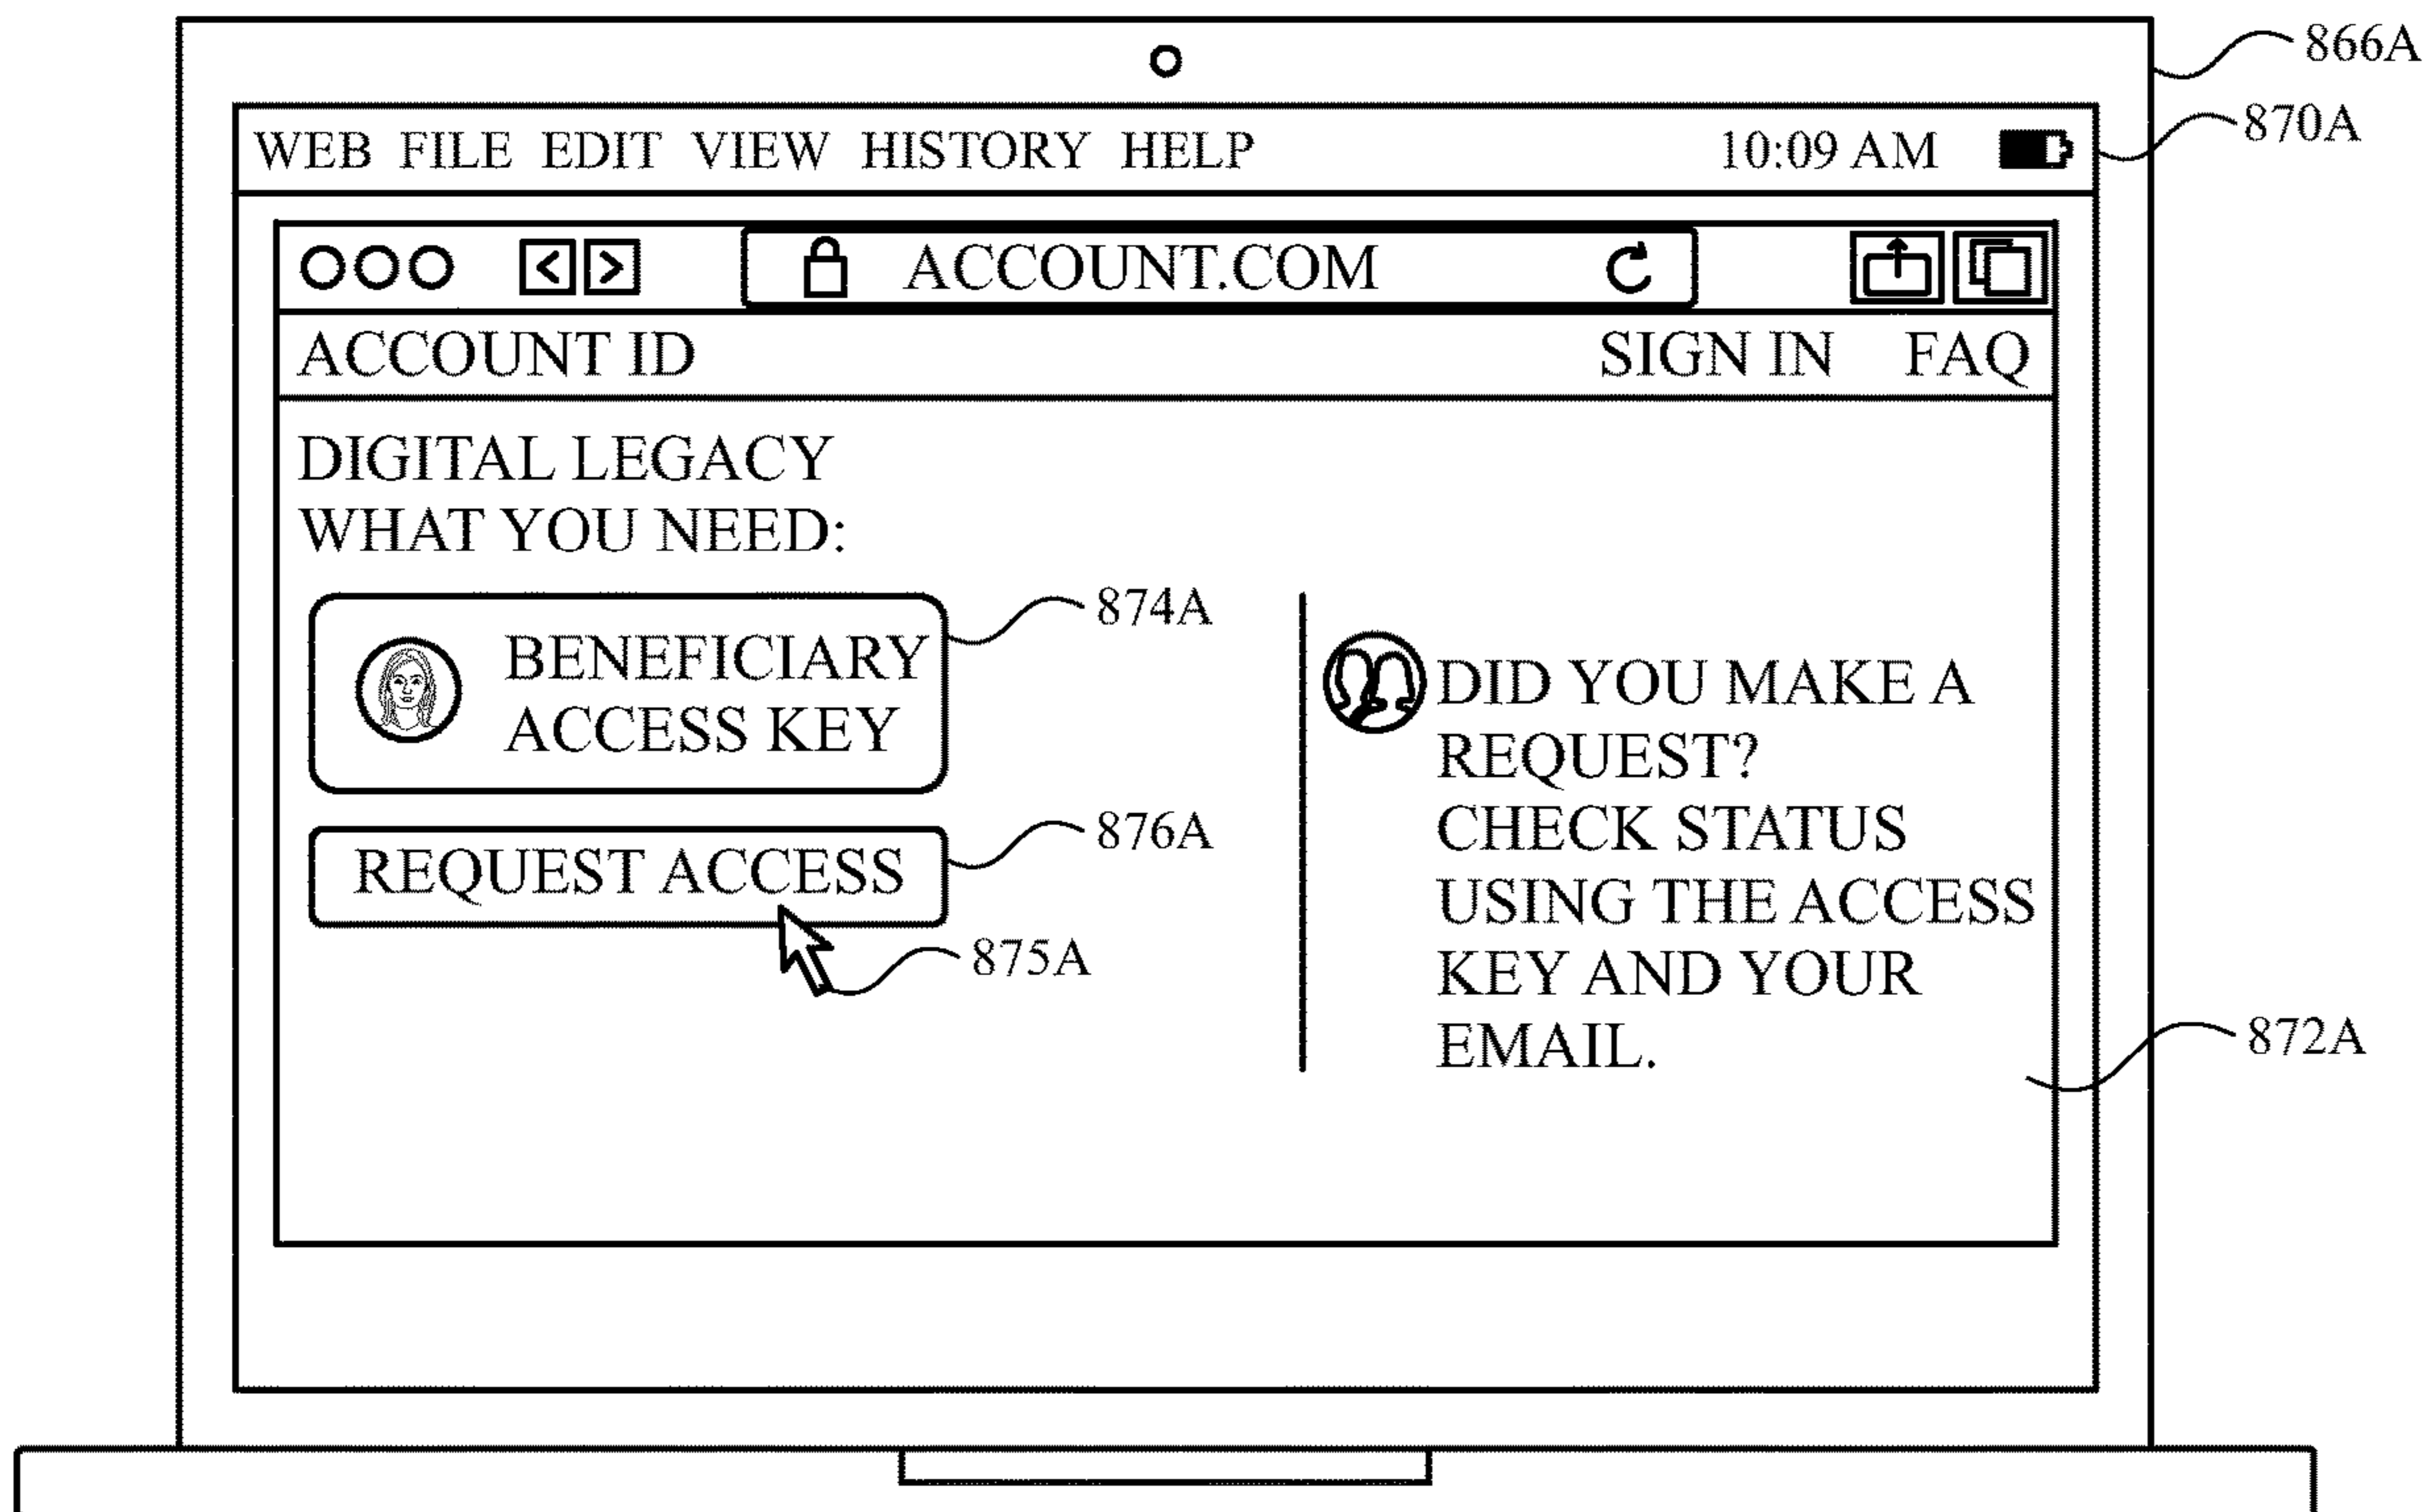 866A
870A
WEB FILE EDIT VIEW HISTORY HELP 10:09 AM
ACCOUNT.COM
ACCOUNT ID SIGN IN FAQ
DIGITAL LEGACY
WHAT YOU NEED:
874A
BENEFICIARY
ACCESS KEY
876A
REQUEST ACCESS
875A
DID YOU MAKE A
REQUEST?
CHECK STATUS
USING THE ACCESS
KEY AND YOUR
EMAIL.
872A